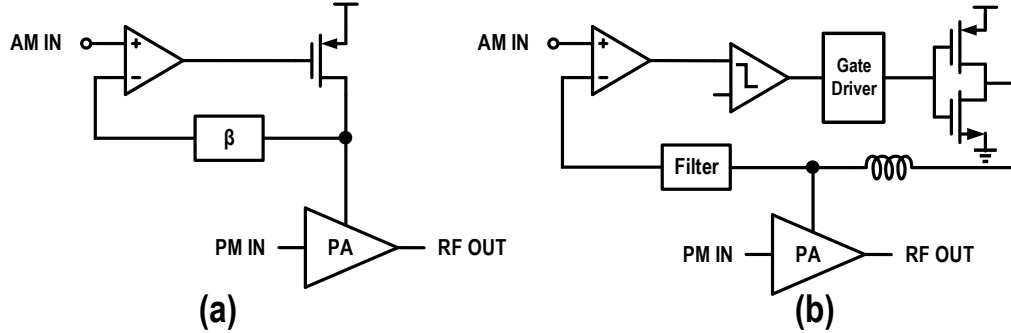 AM IN
+
−
β
PM IN
PA
RF OUT
(a)
AM IN
+
−
Gate
Driver
Filter
PM IN
PA
RF OUT
(b)